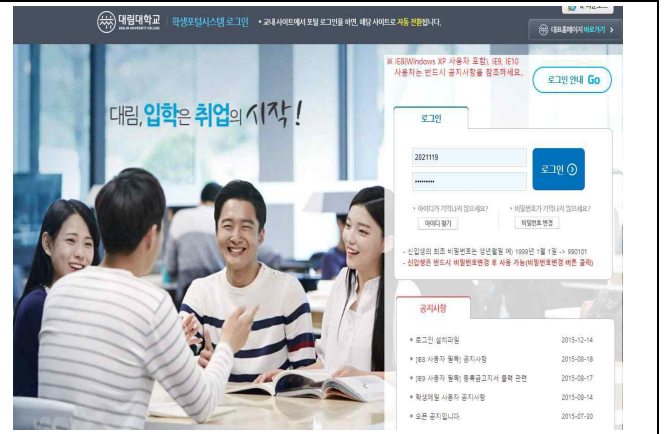 대림대학교 학생포털시스템 로그인 • 교내 사이트에서 포털 로그인을 하면, 해당 사이트로 자동 전환됩니다.
대표홈페이지 바로가기 >
※ IE8(Windows XP 사용자 포함), IE9, IE10
사용자는 반드시 공지사항을 참조하세요.
로그인 안내 Go
대림, 입학은 취업의 시작!
로그인
2021119
•••••••••
로그인
• 아이디가 기억나지 않으세요?
• 비밀번호가 기억나지 않으세요?
아이디 찾기
비밀번호 변경
- 신입생의 최초 비밀번호는 생년월일 예) 1999년 1월 1일 -> 990101
- 신입생은 반드시 비밀번호변경 후 사용 가능(비밀번호변경 버튼 클릭)
공지사항
• 로그인 설치파일 2015-12-14
• [IE8 사용자 필독] 공지사항 2015-08-18
• [IE9 사용자 필독] 등록금고지서 출력 관련 2015-08-17
• 학생메일 사용자 공지사항 2015-08-14
• 오픈 공지입니다. 2015-07-30